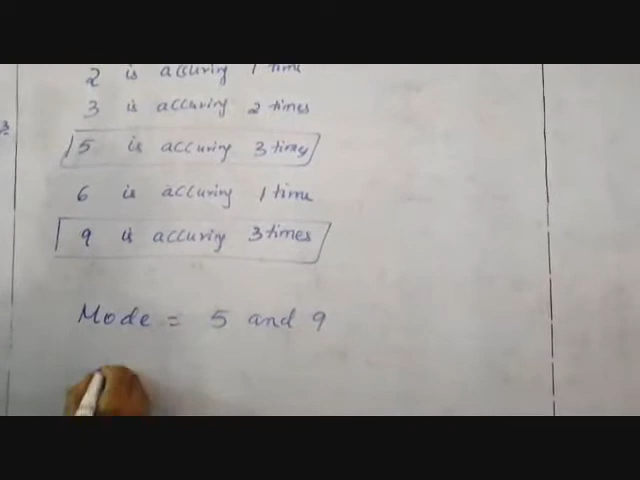 2 is accuring 1 time
3 is accuring 2 times
5 is accuring 3 times
6 is accuring 1 time
9 is accuring 3 times
Mode = 5 and 9